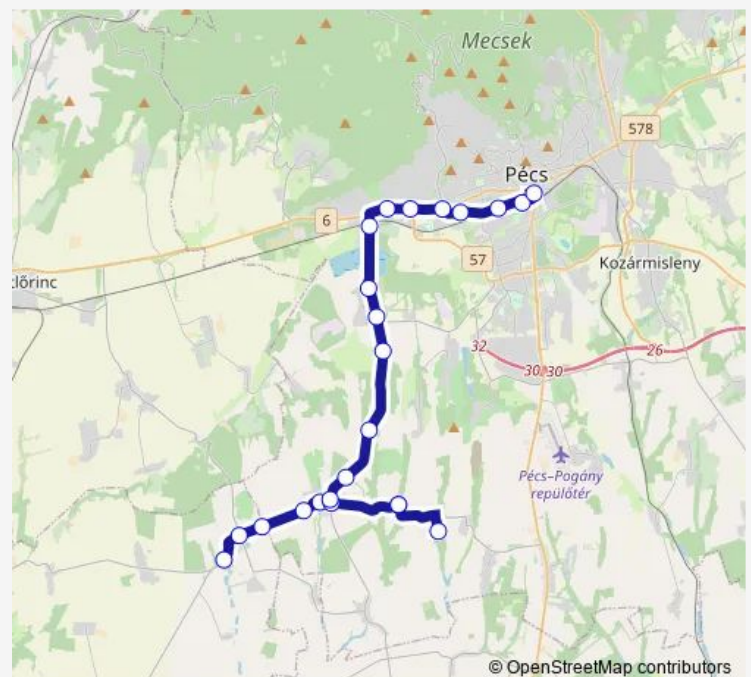 Mecsek
578
Pécs
6
57
Kozármisleny
lőrinc
32
26
30;30
Pécs–Pogány
repülőtér
© OpenStreetMap contributors